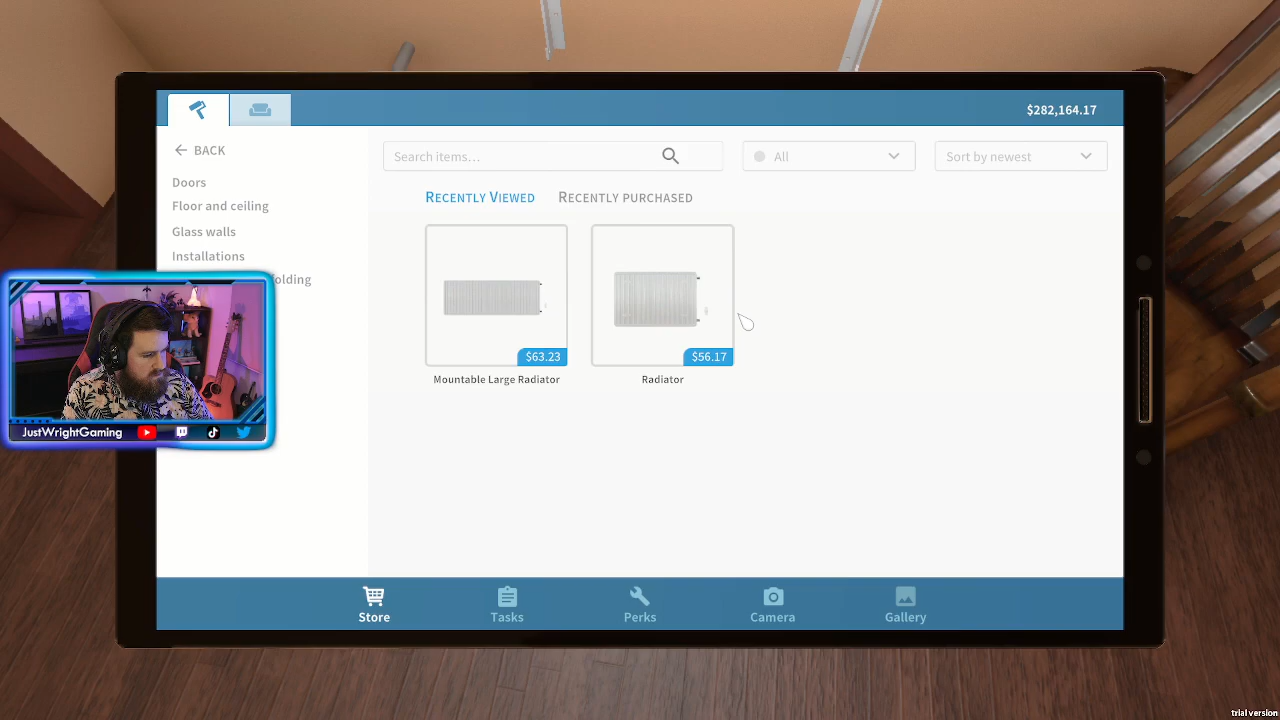 $282,164.17
BACK
Search items...
All
Sort by newest
Doors
Floor and ceiling
Glass walls
Installations
folding
RECENTLY VIEWED
RECENTLY PURCHASED
$63.23
$56.17
Mountable Large Radiator
Radiator
JustWrightGaming
Store
Tasks
Perks
Camera
Gallery
trial version